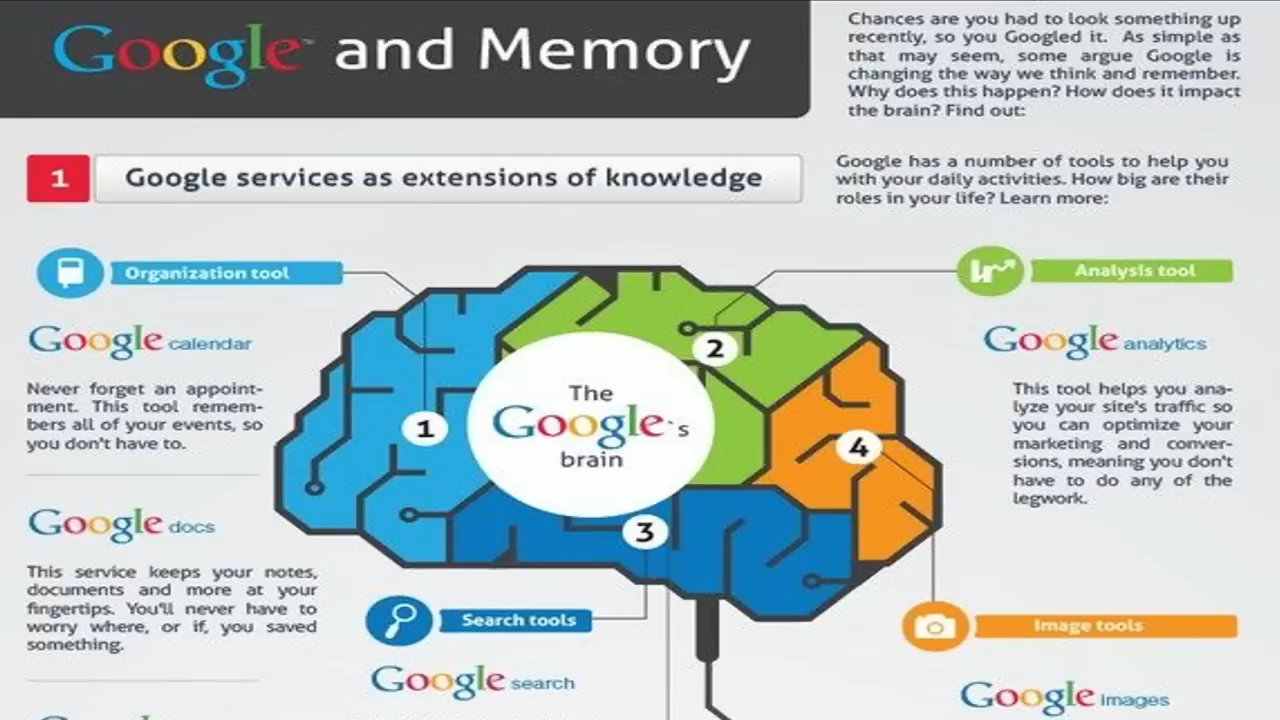 Google™ and Memory
Chances are you had to look something up
recently, so you Googled it. As simple as
that may seem, some argue Google is
changing the way we think and remember.
Why does this happen? How does it impact
the brain? Find out:
1
Google services as extensions of knowledge
Google has a number of tools to help you
with your daily activities. How big are their
roles in your life? Learn more:
Organization tool
Google calendar
Never forget an appoint-
ment. This tool remem-
bers all of your events, so
you don't have to.
Google docs
This service keeps your notes,
documents and more at your
fingertips. You'll never have to
worry where, or if, you saved
something.
1
2
3
4
The
Google`s
brain
Search tools
Google search
Analysis tool
Google analytics
This tool helps you ana-
lyze your site's traffic so
you can optimize your
marketing and conver-
sions, meaning you don't
have to do any of the
legwork.
Image tools
Google Images